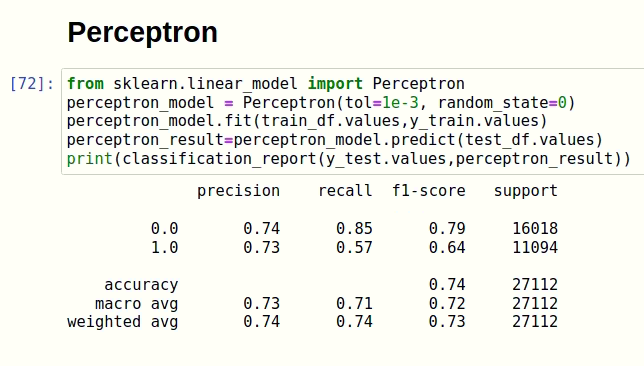 Perceptron
[72]: from sklearn.linear_model import Perceptron
perceptron_model = Perceptron(tol=1e-3, random_state=0)
perceptron_model.fit(train_df.values,y_train.values)
perceptron_result=perceptron_model.predict(test_df.values)
print(classification_report(y_test.values,perceptron_result))
precision recall f1-score support
0.0 0.74 0.85 0.79 16018
1.0 0.73 0.57 0.64 11094
accuracy 0.74 27112
macro avg 0.73 0.71 0.72 27112
weighted avg 0.74 0.74 0.73 27112